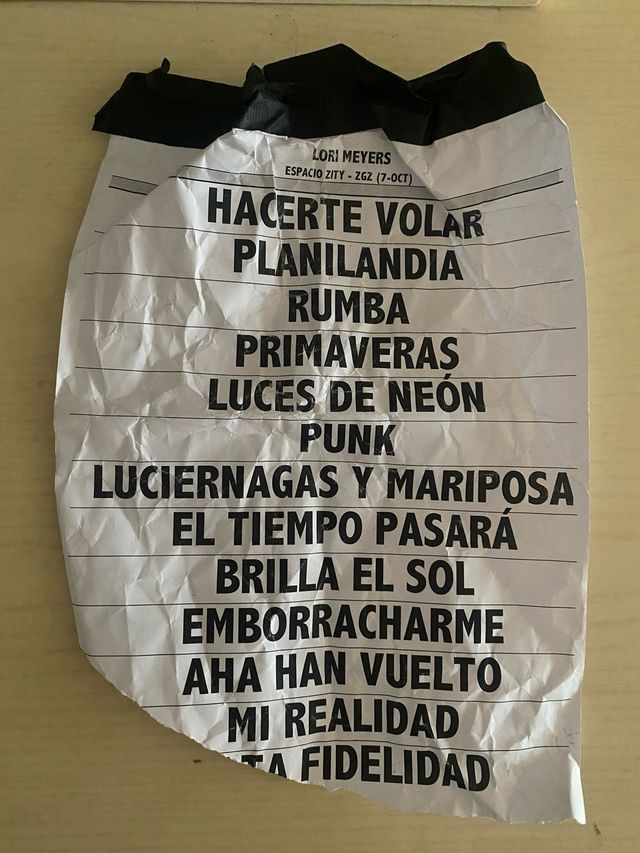 LORI MEYERS
ESPACIO ZITY - ZGZ (7-OCT)
HACERTE VOLAR
PLANILANDIA
RUMBA
PRIMAVERAS
LUCES DE NEÓN
PUNK
LUCIERNAGAS Y MARIPOSA
EL TIEMPO PASARÁ
BRILLA EL SOL
EMBORRACHARME
AHA HAN VUELTO
MI REALIDAD
TA FIDELIDAD